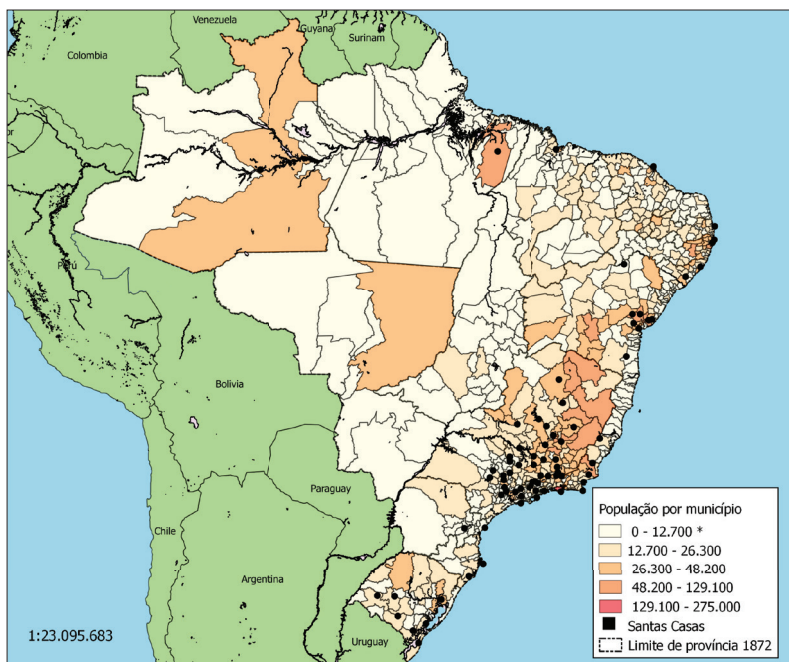 Venezuela
Guyana
Surinam
Colombia
Perú
Bolivia
Paraguay
Chile
Argentina
Uruguay
1:23.095.683
População por município
0 - 12.700 *
12.700 - 26.300
26.300 - 48.200
48.200 - 129.100
129.100 - 275.000
Santas Casas
Limite de província 1872